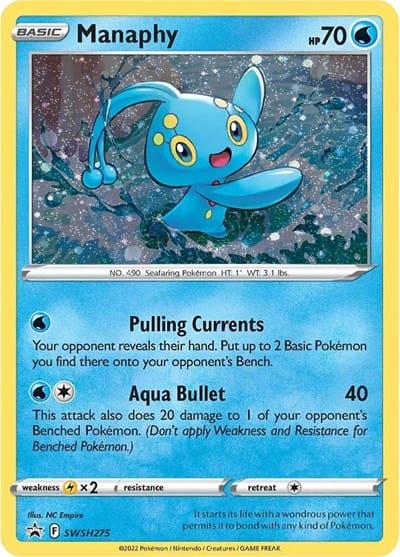 BASIC Manaphy HP 70
NO. 490 Seafaring Pokémon HT: 1' WT: 3.1 lbs.
Pulling Currents
Your opponent reveals their hand. Put up to 2 Basic Pokémon
you find there onto your opponent's Bench.
Aqua Bullet 40
This attack also does 20 damage to 1 of your opponent's
Benched Pokémon. (Don't apply Weakness and Resistance for
Benched Pokémon.)
weakness ×2 resistance retreat
Illus. NC Empire
It starts its life with a wondrous power that
permits it to bond with any kind of Pokémon.
F SWSH275
©2022 Pokémon / Nintendo / Creatures / GAME FREAK